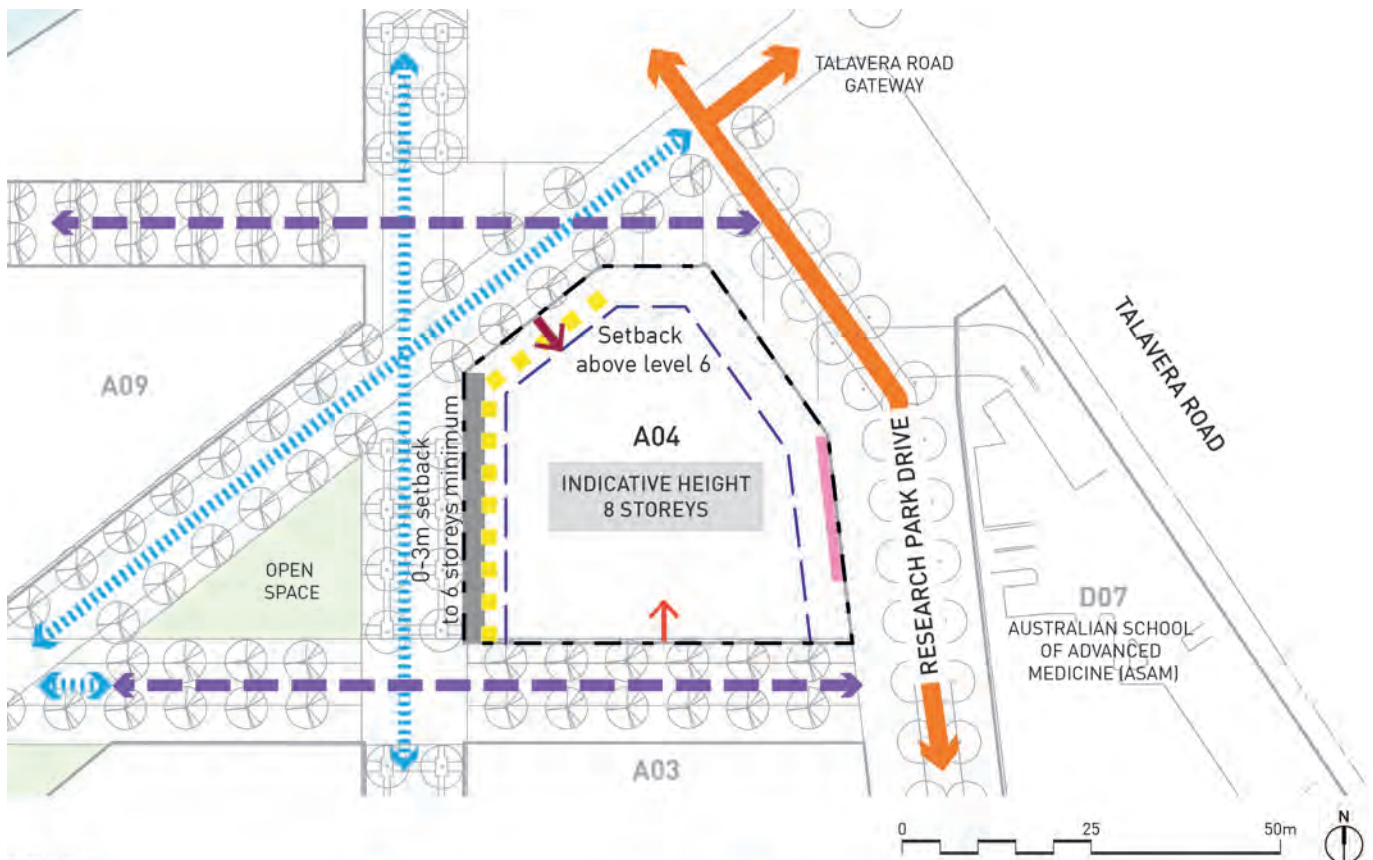 TALAVERA ROAD
GATEWAY
TALAVERA ROAD
A09
Setback
above level 6
0-3m setback
to 6 storeys minimum
A04
INDICATIVE HEIGHT
8 STOREYS
OPEN
SPACE
RESEARCH PARK DRIVE
D07
AUSTRALIAN SCHOOL
OF ADVANCED
MEDICINE (ASAM)
A03
0
25
50m
N